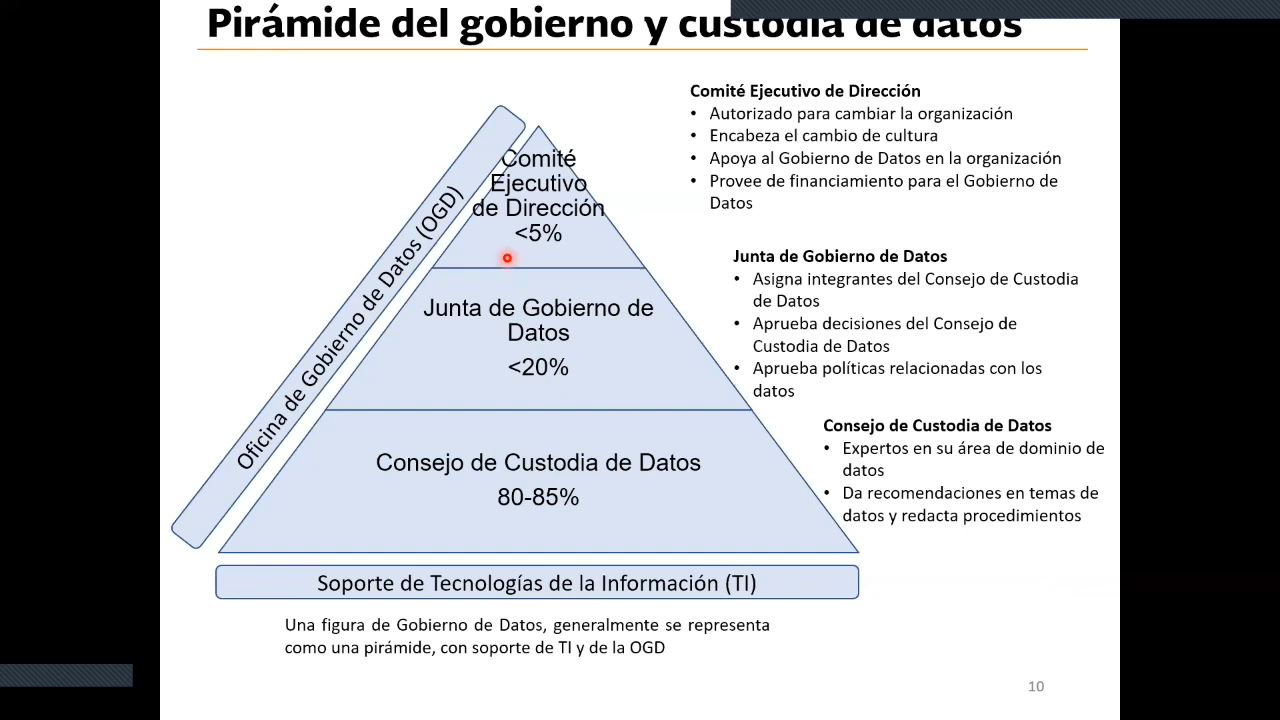 Pirámide del gobierno y custodia de datos
Comité Ejecutivo de Dirección
• Autorizado para cambiar la organización
• Encabeza el cambio de cultura
• Apoya al Gobierno de Datos en la organización
• Provee de financiamiento para el Gobierno de
Datos
Comité
Ejecutivo
de Dirección
<5%
Oficina de Gobierno de Datos (OGD)
Junta de Gobierno de Datos
• Asigna integrantes del Consejo de Custodia
de Datos
• Aprueba decisiones del Consejo de
Custodia de Datos
• Aprueba políticas relacionadas con los
datos
Junta de Gobierno de
Datos
<20%
Consejo de Custodia de Datos
• Expertos en su área de dominio de
datos
• Da recomendaciones en temas de
datos y redacta procedimientos
Consejo de Custodia de Datos
80-85%
Soporte de Tecnologías de la Información (TI)
Una figura de Gobierno de Datos, generalmente se representa
como una pirámide, con soporte de TI y de la OGD
10